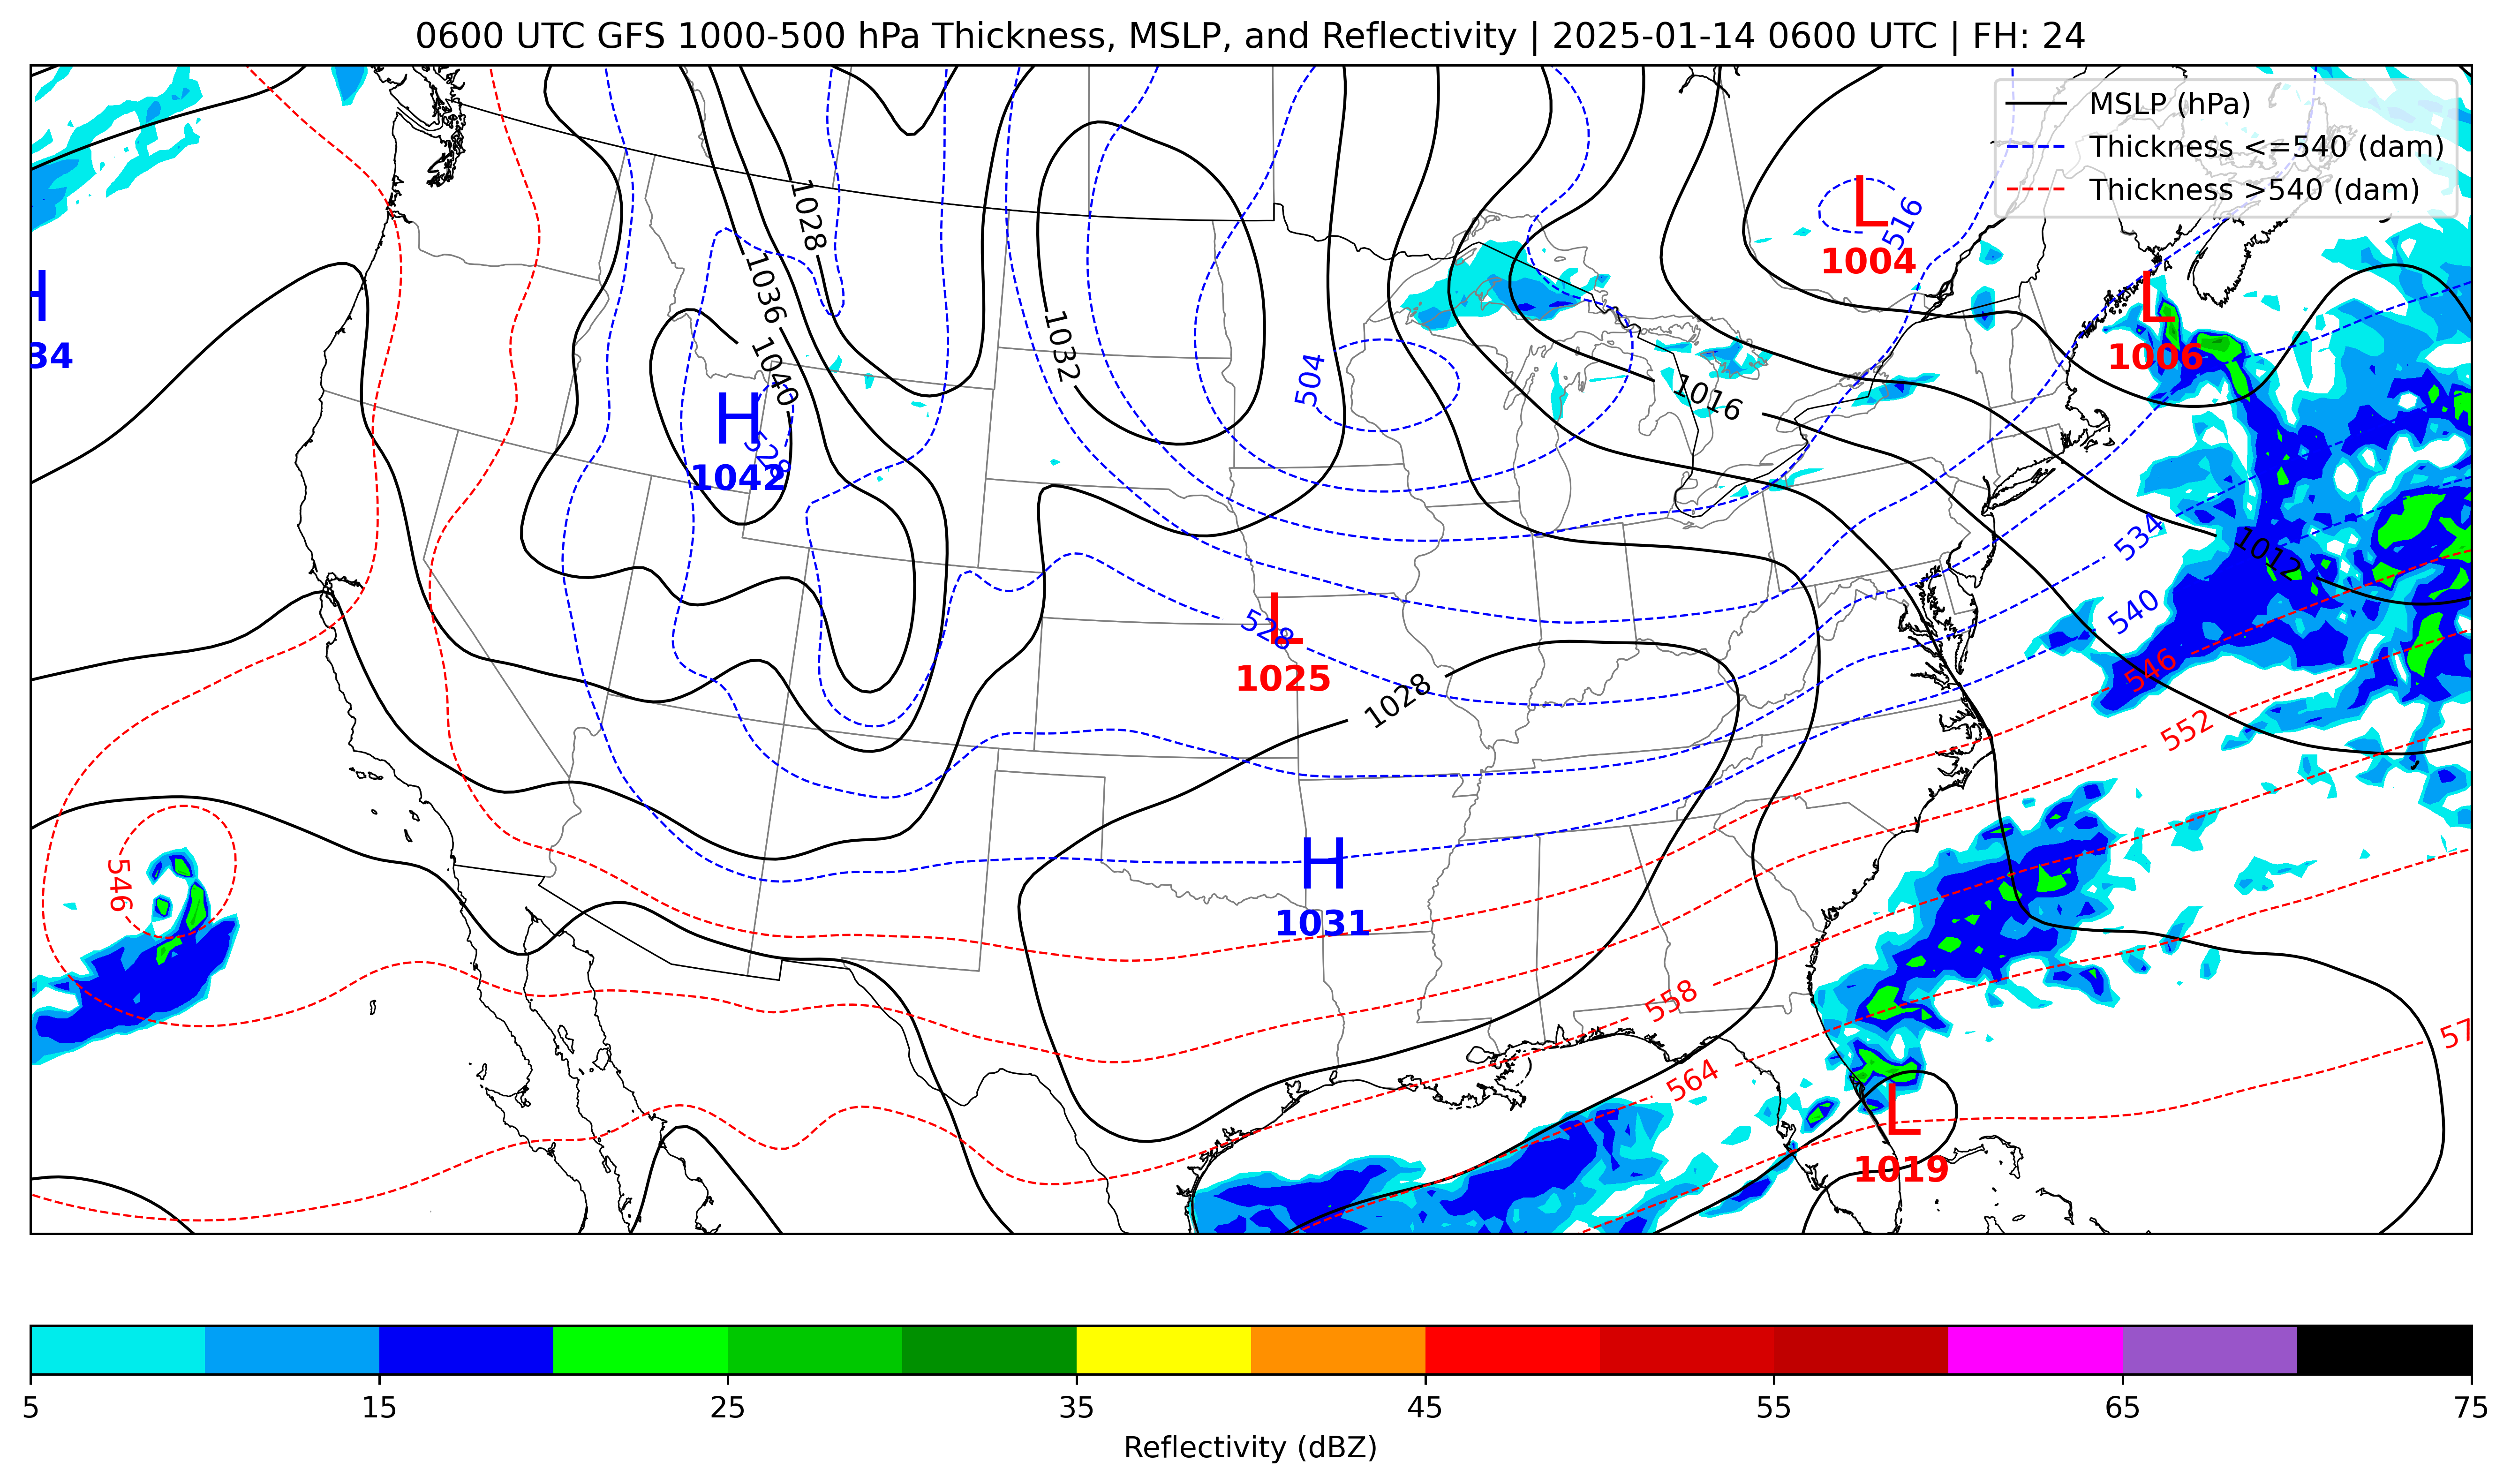 0600 UTC GFS 1000-500 hPa Thickness, MSLP, and Reflectivity | 2025-01-14 0600 UTC | FH: 24
MSLP (hPa)
Thickness <=540 (dam)
Thickness >540 (dam)
1028
L
516
1004
H
34
1036
L
1006
1032
1040
504
1016
H
528
1042
534
1012
L
528
1025
540
546
1028
552
H
1031
546
558
57
564
L
1019
5 15 25 35 45 55 65 75
Reflectivity (dBZ)